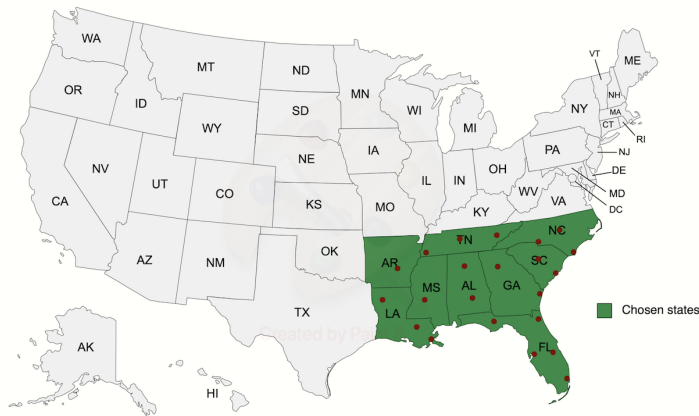 WA
MT
ND
MN
VT
ME
OR
ID
SD
WI
MI
NH
NY
MA
CT
RI
WY
NE
IA
PA
NJ
NV
UT
CO
IL
IN
OH
DE
MD
DC
CA
KS
MO
WV
VA
KY
AZ
NM
OK
AR
TN
NC
MS
AL
GA
SC
TX
LA
FL
Chosen states
AK
HI